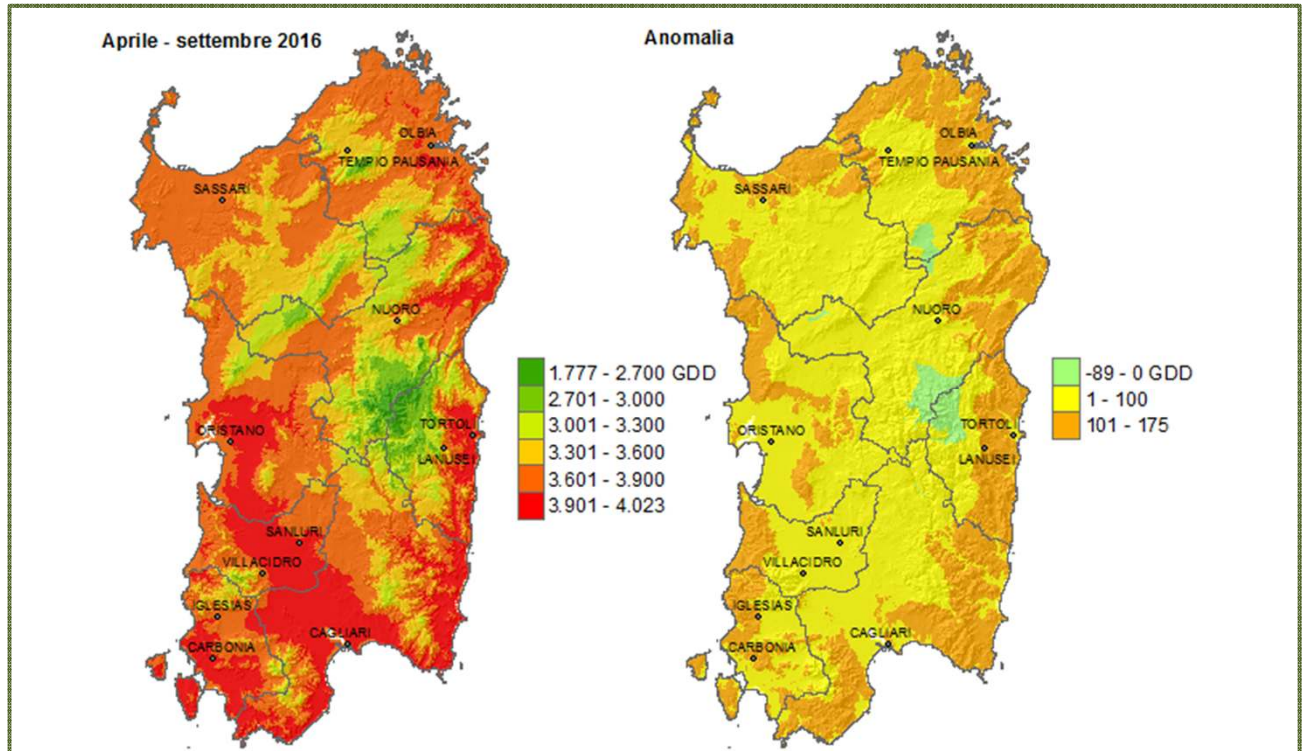 Aprile - settembre 2016
OLBIA
TEMPIO PAUSANIA
SASSARI
NUORO
ORISTANO
TORTOLI
LANUSEI
SANLURI
VILLACIDRO
IGLESIAS
CAGLIARI
CARBONIA
1.777 - 2.700 GDD
2.701 - 3.000
3.001 - 3.300
3.301 - 3.600
3.601 - 3.900
3.901 - 4.023
Anomalia
OLBIA
TEMPIO PAUSANIA
SASSARI
NUORO
ORISTANO
TORTOLI
LANUSEI
SANLURI
VILLACIDRO
IGLESIAS
CAGLIARI
CARBONIA
-89 - 0 GDD
1 - 100
101 - 175